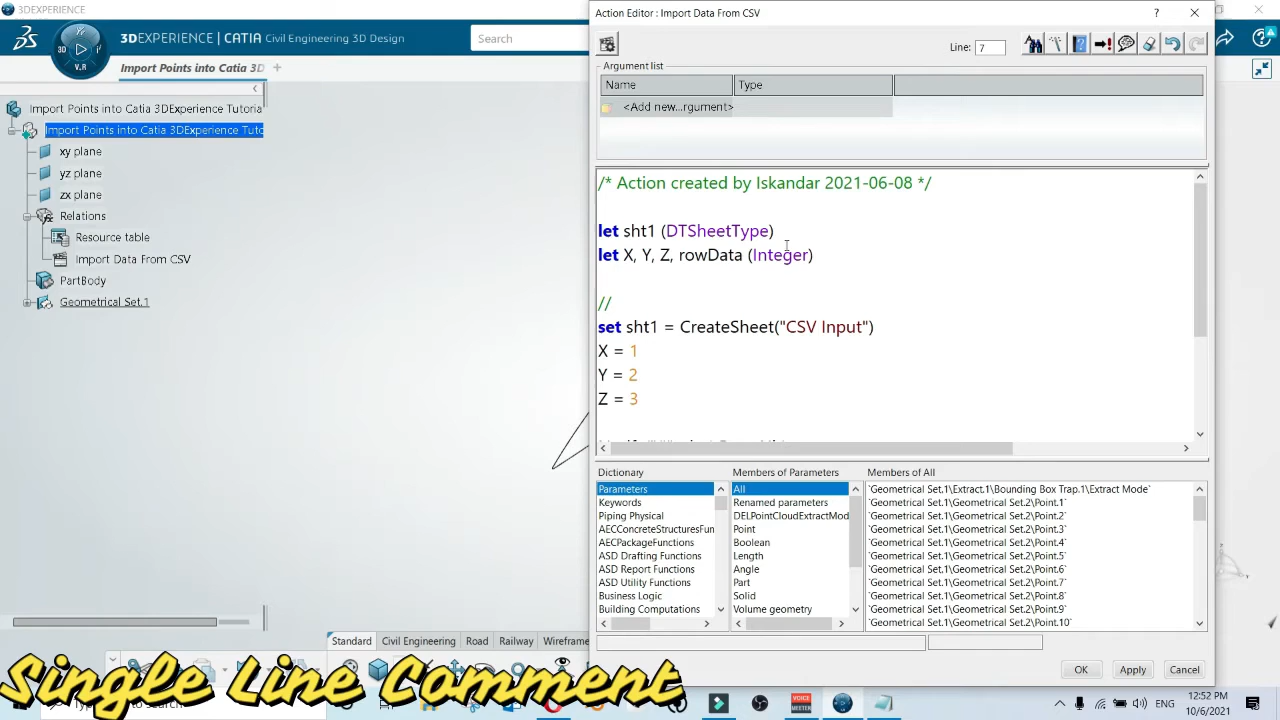 3DEXPERIENCE
Action Editor : Import Data From CSV
3DEXPERIENCE | CATIA Civil Engineering 3D Design
Search
3D
V.R
Line: 7
Import Points into Catia 3D
Argument list
Name Type
<Add new...rgument>
Import Points into Catia 3DExperience Tutoria
Import Points into Catia 3DExperience Tuto
xy plane
yz plane
zx plane
Relations
Resource table
Import Data From CSV
PartBody
Geometrical Set.1
/* Action created by Iskandar 2021-06-08 */
let sht1 (DTSheetType)
let X, Y, Z, rowData (Integer)
//
set sht1 = CreateSheet("CSV Input")
X = 1
Y = 2
Z = 3
Dictionary
Parameters
Keywords
Piping Physical
AECConcreteStructuresFun
AECPackageFunctions
ASD Drafting Functions
ASD Report Functions
ASD Utility Functions
Business Logic
Building Computations
Members of Parameters
All
Renamed parameters
DELPointCloudExtractMod
Point
Boolean
Length
Angle
Part
Solid
Volume geometry
Members of All
`Geometrical Set.1\Extract.1\Bounding Box Trap.1\Extract Mode`
`Geometrical Set.1\Geometrical Set.2\Point.1`
`Geometrical Set.1\Geometrical Set.2\Point.2`
`Geometrical Set.1\Geometrical Set.2\Point.3`
`Geometrical Set.1\Geometrical Set.2\Point.4`
`Geometrical Set.1\Geometrical Set.2\Point.5`
`Geometrical Set.1\Geometrical Set.2\Point.6`
`Geometrical Set.1\Geometrical Set.2\Point.7`
`Geometrical Set.1\Geometrical Set.2\Point.8`
`Geometrical Set.1\Geometrical Set.2\Point.9`
`Geometrical Set.1\Geometrical Set.2\Point.10`
Standard Civil Engineering Road Railway Wirefram
OK Apply Cancel
Single Line Comment
VOICE
MEETER
ENG
12:52 PM
10/6/2021